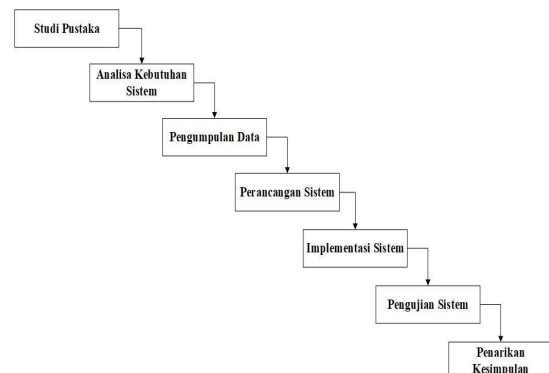 Studi Pustaka
Analisa Kebutuhan
Sistem
Pengumpulan Data
Perancangan Sistem
Implementasi Sistem
Pengujian Sistem
Penarikan
Kesimpulan